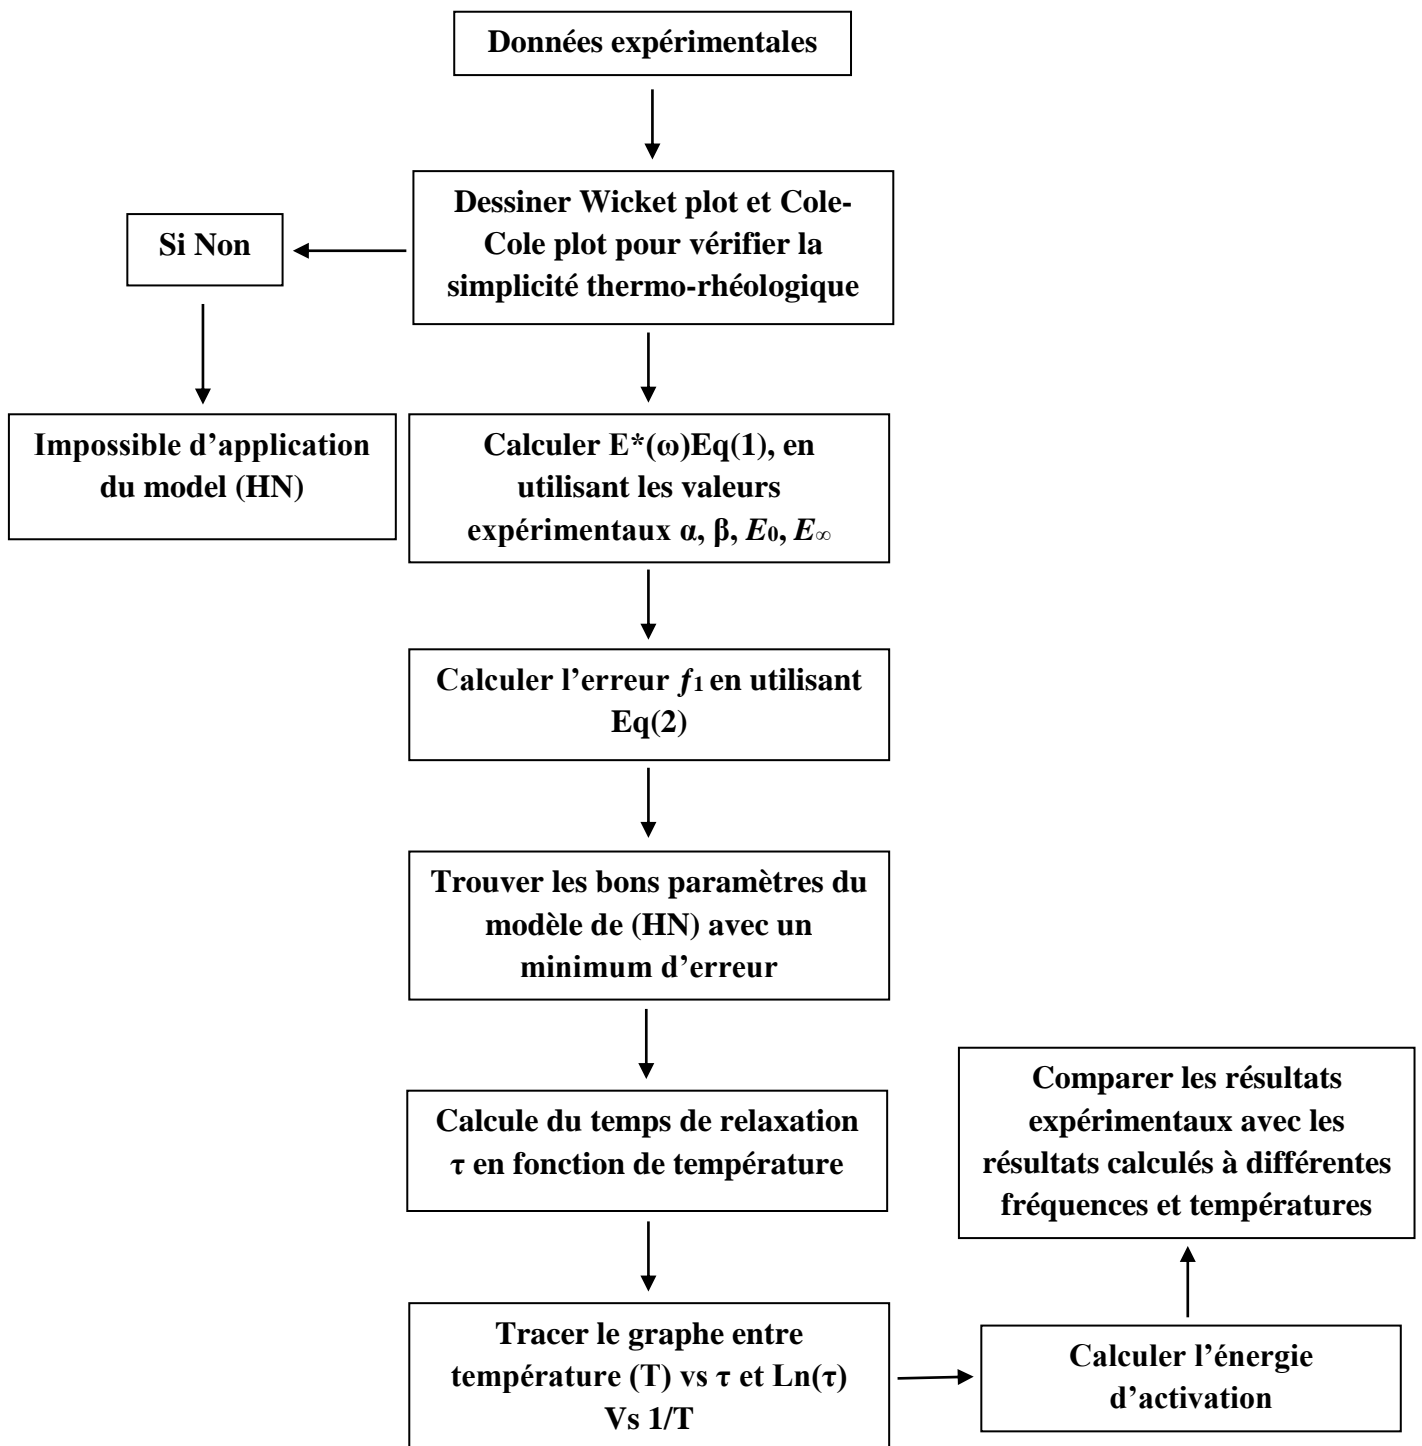 Données expérimentales
Dessiner Wicket plot et Cole-
Cole plot pour vérifier la
simplicité thermo-rhéologique
Si Non
Impossible d’application
du model (HN)
Calculer E*(ω)Eq(1), en
utilisant les valeurs
expérimentaux α, β, E0, E∞
Calculer l’erreur f1 en utilisant
Eq(2)
Trouver les bons paramètres du
modèle de (HN) avec un
minimum d’erreur
Calcule du temps de relaxation
τ en fonction de température
Tracer le graphe entre
température (T) vs τ et Ln(τ)
Vs 1/T
Calculer l’énergie
d’activation
Comparer les résultats
expérimentaux avec les
résultats calculés à différentes
fréquences et températures